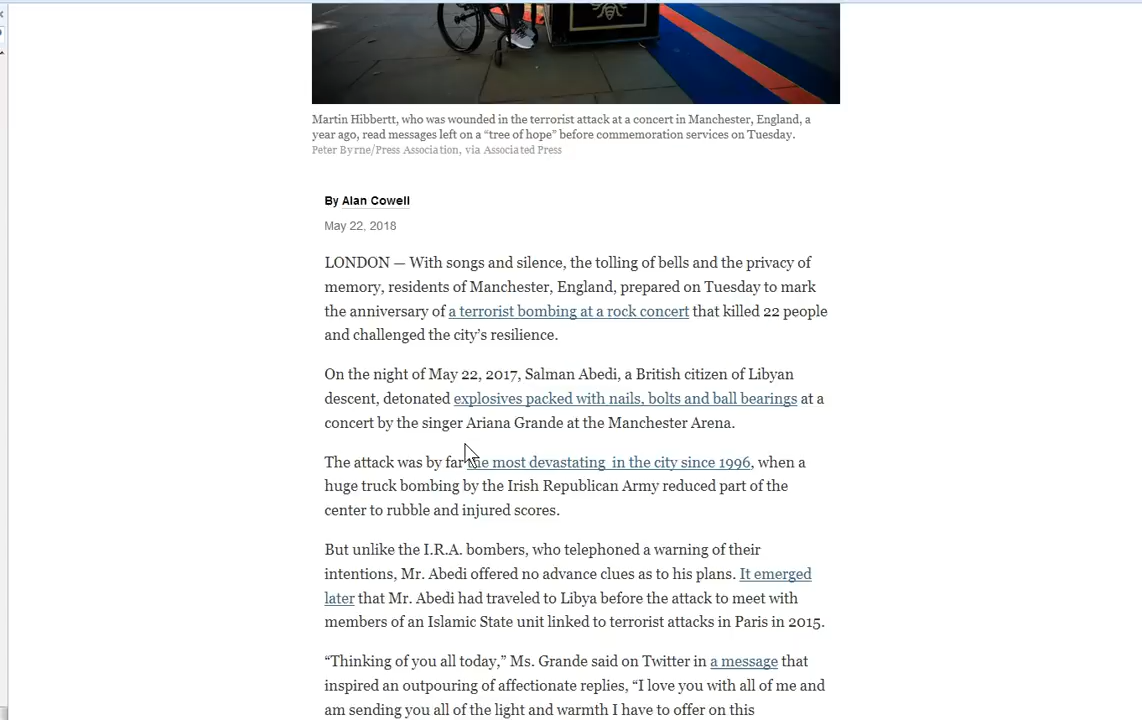 Martin Hibbertt, who was wounded in the terrorist attack at a concert in Manchester, England, a
year ago, read messages left on a “tree of hope” before commemoration services on Tuesday.
Peter Byrne/Press Association, via Associated Press
By Alan Cowell
May 22, 2018
LONDON — With songs and silence, the tolling of bells and the privacy of
memory, residents of Manchester, England, prepared on Tuesday to mark
the anniversary of a terrorist bombing at a rock concert that killed 22 people
and challenged the city’s resilience.
On the night of May 22, 2017, Salman Abedi, a British citizen of Libyan
descent, detonated explosives packed with nails, bolts and ball bearings at a
concert by the singer Ariana Grande at the Manchester Arena.
The attack was by far the most devastating in the city since 1996, when a
huge truck bombing by the Irish Republican Army reduced part of the
center to rubble and injured scores.
But unlike the I.R.A. bombers, who telephoned a warning of their
intentions, Mr. Abedi offered no advance clues as to his plans. It emerged
later that Mr. Abedi had traveled to Libya before the attack to meet with
members of an Islamic State unit linked to terrorist attacks in Paris in 2015.
“Thinking of you all today,” Ms. Grande said on Twitter in a message that
inspired an outpouring of affectionate replies, “I love you with all of me and
am sending you all of the light and warmth I have to offer on this